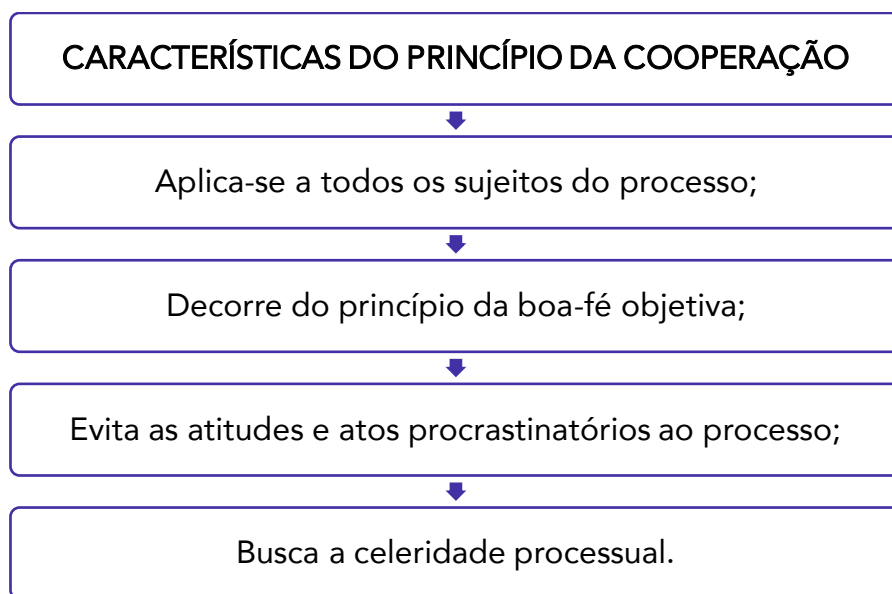 CARACTERÍSTICAS DO PRINCÍPIO DA COOPERAÇÃO
Aplica-se a todos os sujeitos do processo;
Decorre do princípio da boa-fé objetiva;
Evita as atitudes e atos procrastinatórios ao processo;
Busca a celeridade processual.